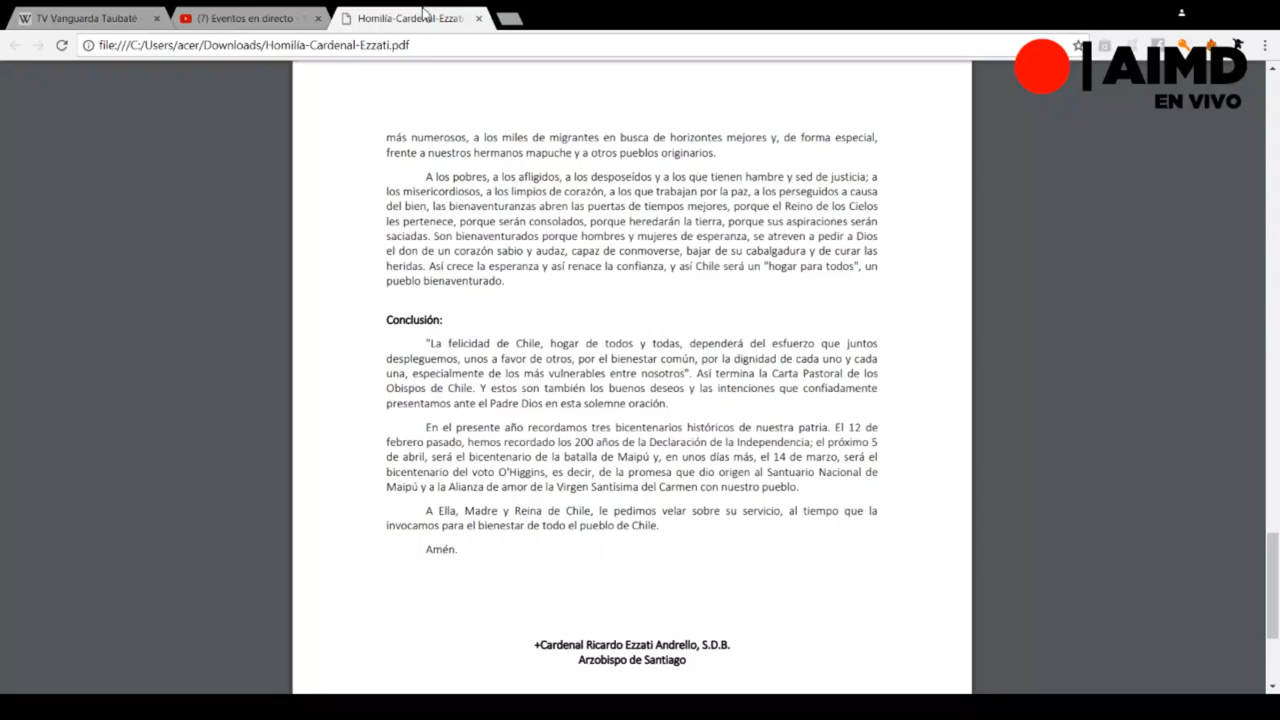 TV Vanguarda Taubaté
(7) Eventos en directo
Homilía-Cardenal-Ezzati
file:///C:/Users/acer/Downloads/Homilía-Cardenal-Ezzati.pdf
| AIMD
EN VIVO
más numerosos, a los miles de migrantes en busca de horizontes mejores y, de forma especial,
frente a nuestros hermanos mapuche y a otros pueblos originarios.
A los pobres, a los afligidos, a los desposeídos y a los que tienen hambre y sed de justicia; a
los misericordiosos, a los limpios de corazón, a los que trabajan por la paz, a los perseguidos a causa
del bien, las bienaventuranzas abren las puertas de tiempos mejores, porque el Reino de los Cielos
les pertenece, porque serán consolados, porque heredarán la tierra, porque sus aspiraciones serán
saciadas. Son bienaventurados porque hombres y mujeres de esperanza, se atreven a pedir a Dios
el don de un corazón sabio y audaz, capaz de conmoverse, bajar de su cabalgadura y de curar las
heridas. Así crece la esperanza y así renace la confianza, y así Chile será un "hogar para todos", un
pueblo bienaventurado.
Conclusión:
"La felicidad de Chile, hogar de todos y todas, dependerá del esfuerzo que juntos
despleguemos, unos a favor de otros, por el bienestar común, por la dignidad de cada uno y cada
una, especialmente de los más vulnerables entre nosotros". Así termina la Carta Pastoral de los
Obispos de Chile. Y estos son también los buenos deseos y las intenciones que confiadamente
presentamos ante el Padre Dios en esta solemne oración.
En el presente año recordamos tres bicentenarios históricos de nuestra patria. El 12 de
febrero pasado, hemos recordado los 200 años de la Declaración de la Independencia; el próximo 5
de abril, será el bicentenario de la batalla de Maipú y, en unos días más, el 14 de marzo, será el
bicentenario del voto O'Higgins, es decir, de la promesa que dio origen al Santuario Nacional de
Maipú y a la Alianza de amor de la Virgen Santísima del Carmen con nuestro pueblo.
A Ella, Madre y Reina de Chile, le pedimos velar sobre su servicio, al tiempo que la
invocamos para el bienestar de todo el pueblo de Chile.
Amén.
+Cardenal Ricardo Ezzati Andrello, S.D.B.
Arzobispo de Santiago